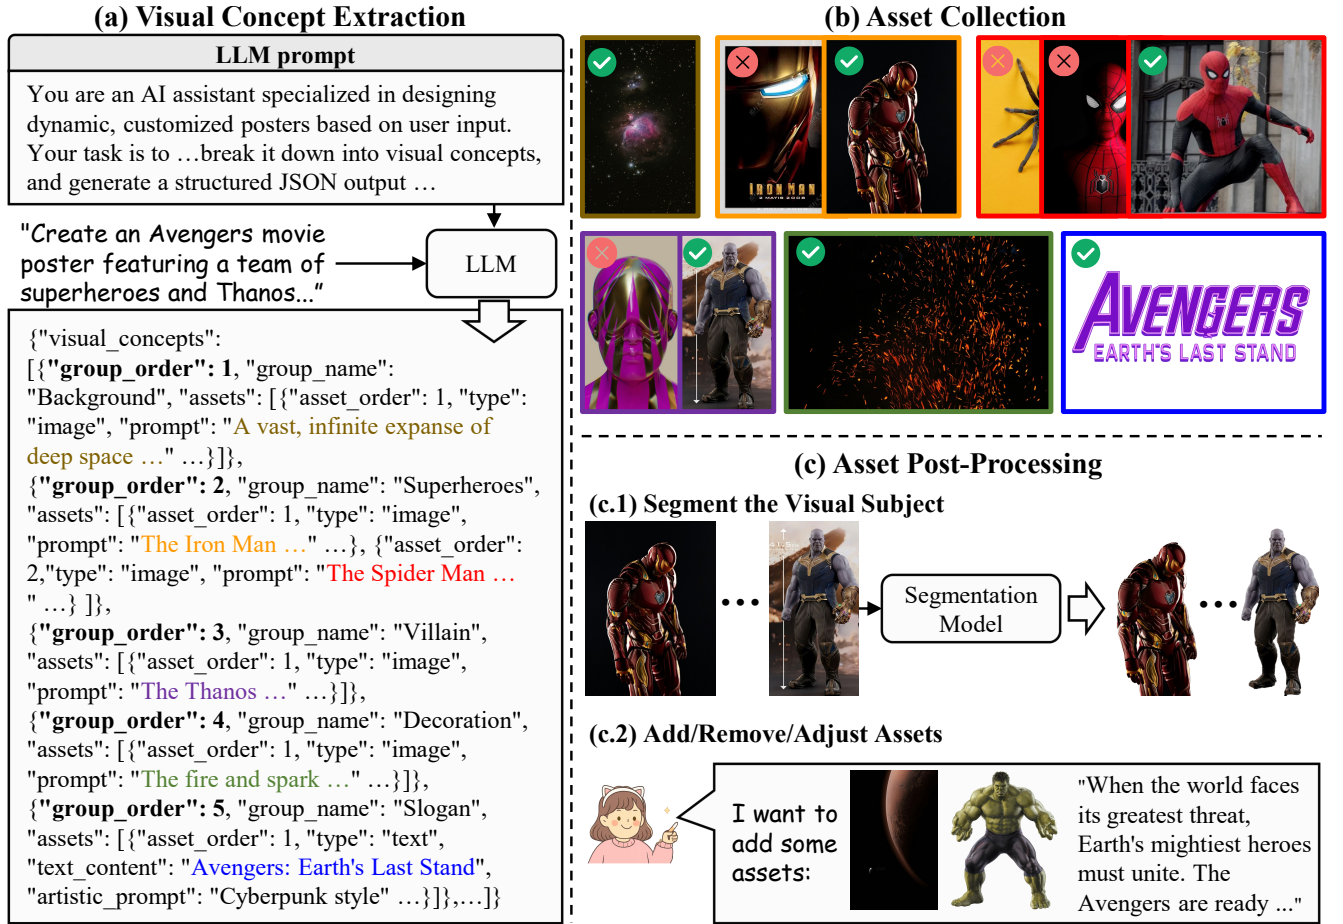 (a) Visual Concept Extraction
LLM prompt
You are an AI assistant specialized in designing
dynamic, customized posters based on user input.
Your task is to …break it down into visual concepts,
and generate a structured JSON output …
"Create an Avengers movie
poster featuring a team of
superheroes and Thanos..."
LLM
{"visual_concepts":
[{"group_order": 1, "group_name":
"Background", "assets": [{"asset_order": 1, "type":
"image", "prompt": "A vast, infinite expanse of
deep space …" …}]},
{"group_order": 2, "group_name": "Superheroes",
"assets": [{"asset_order": 1, "type": "image",
"prompt": "The Iron Man …" …}, {"asset_order":
2,"type": "image", "prompt": "The Spider Man …
" …} ]},
{"group_order": 3, "group_name": "Villain",
"assets": [{"asset_order": 1, "type": "image",
"prompt": "The Thanos …" …}]},
{"group_order": 4, "group_name": "Decoration",
"assets": [{"asset_order": 1, "type": "image",
"prompt": "The fire and spark …" …}]},
{"group_order": 5, "group_name": "Slogan",
"assets": [{"asset_order": 1, "type": "text",
"text_content": "Avengers: Earth's Last Stand",
"artistic_prompt": "Cyberpunk style" …}]},…]}
(b) Asset Collection
IRON MAN
2 MAYIS 2008
AVENGERS
EARTH'S LAST STAND
(c) Asset Post-Processing
(c.1) Segment the Visual Subject
Segmentation
Model
(c.2) Add/Remove/Adjust Assets
I want to
add some
assets:
"When the world faces
its greatest threat,
Earth's mightiest heroes
must unite. The
Avengers are ready ..."